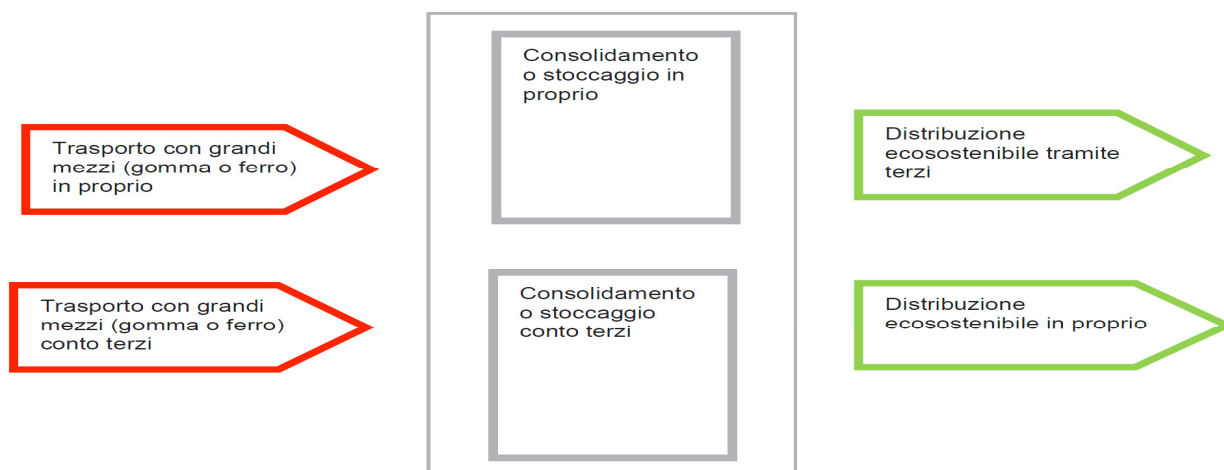 Trasporto con grandi
mezzi (gomma o ferro)
in proprio
Trasporto con grandi
mezzi (gomma o ferro)
conto terzi
Consolidamento
o stoccaggio in
proprio
Consolidamento
o stoccaggio
conto terzi
Distribuzione
ecosostenibile tramite
terzi
Distribuzione
ecosostenibile in proprio